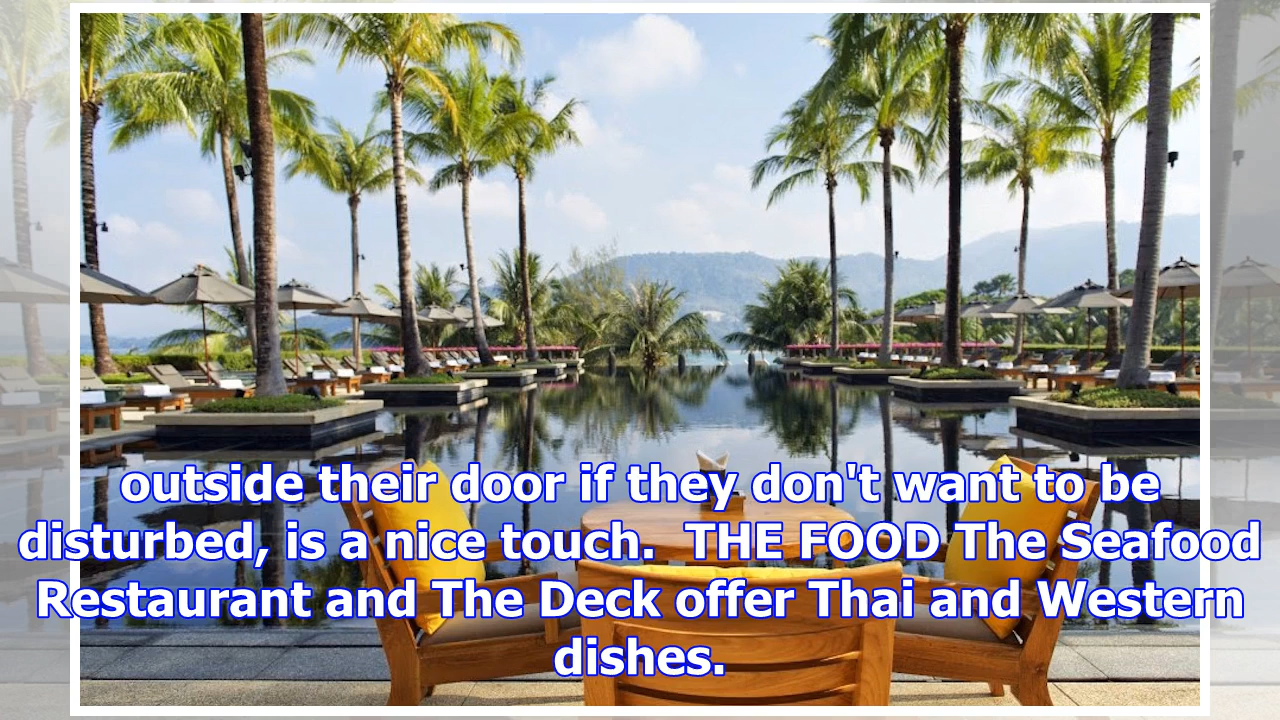 outside their door if they don't want to be
disturbed, is a nice touch.  THE FOOD The Seafood
Restaurant and The Deck offer Thai and Western
dishes.